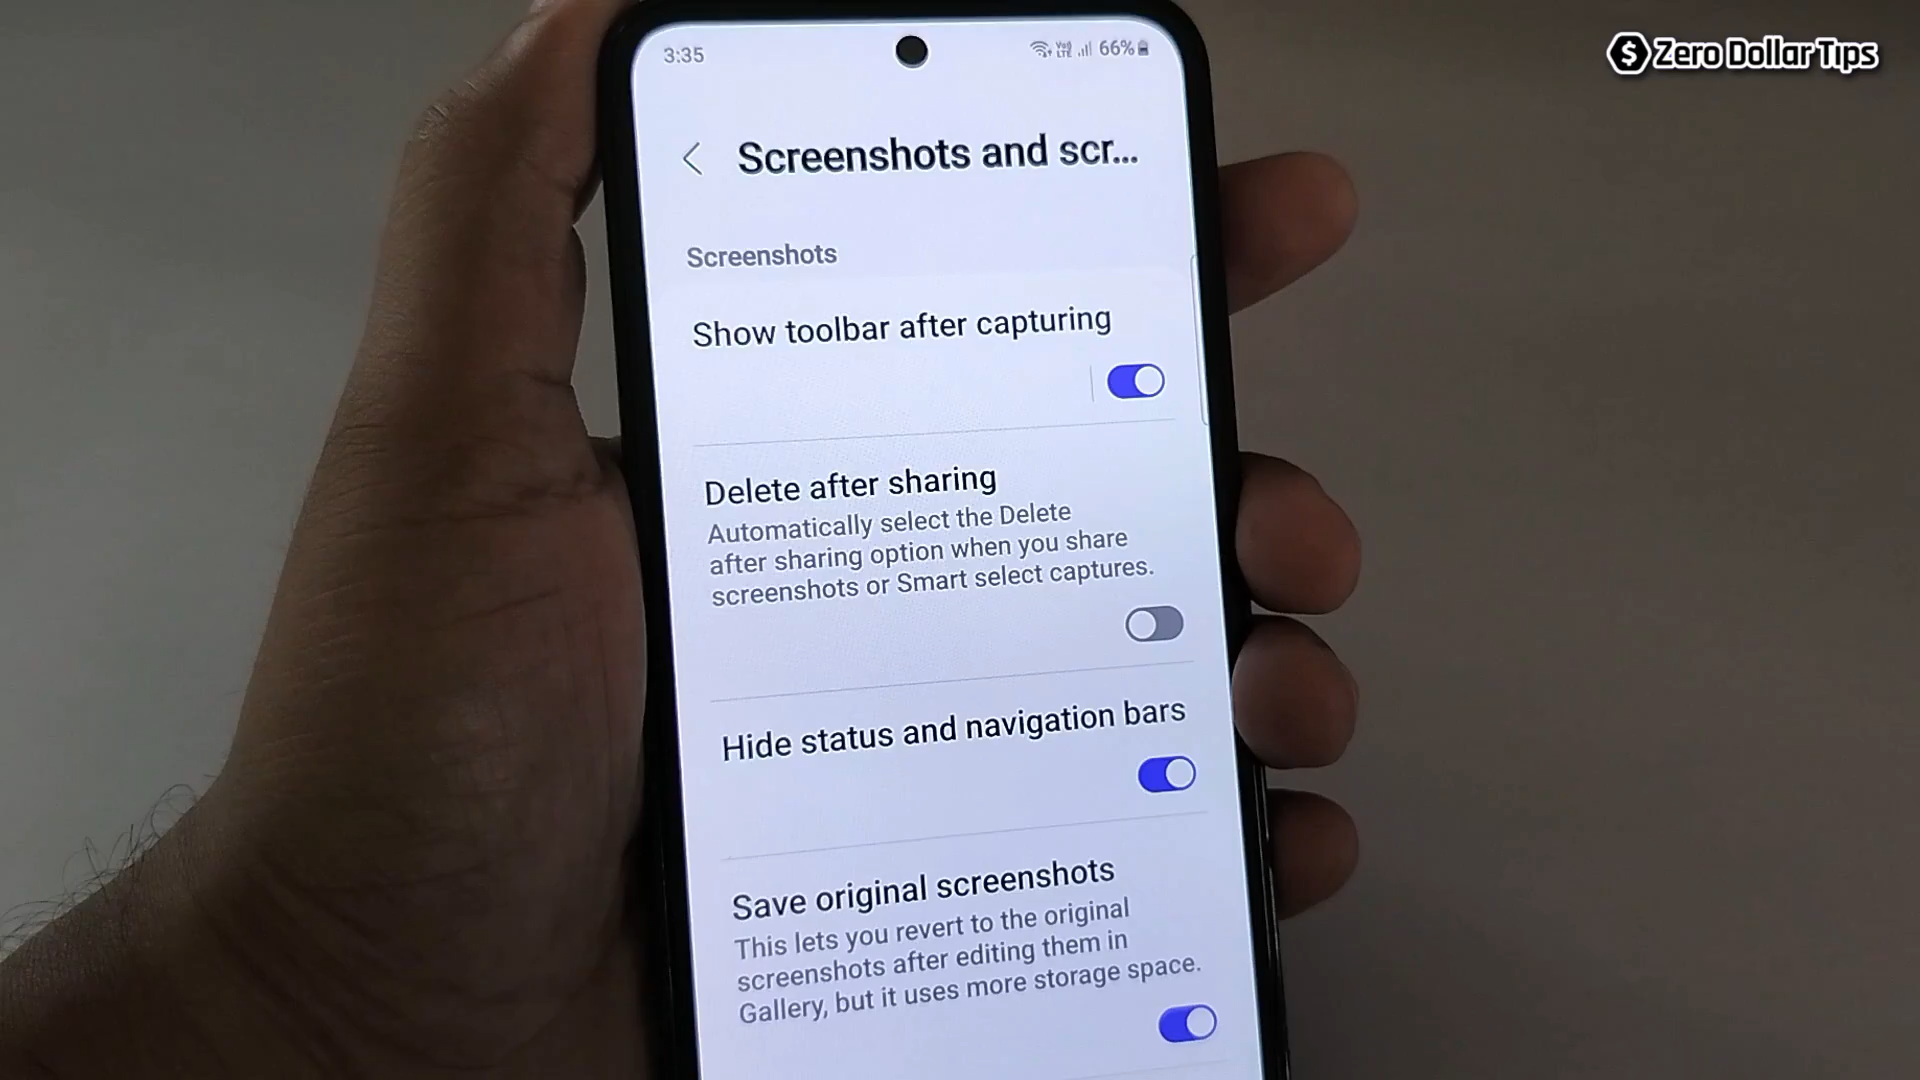 3:35
Vo)) LTE 66%
$ Zero Dollar Tips
Screenshots and scr...
Screenshots
Show toolbar after capturing
Delete after sharing
Automatically select the Delete
after sharing option when you share
screenshots or Smart select captures.
Hide status and navigation bars
Save original screenshots
This lets you revert to the original
screenshots after editing them in
Gallery, but it uses more storage space.